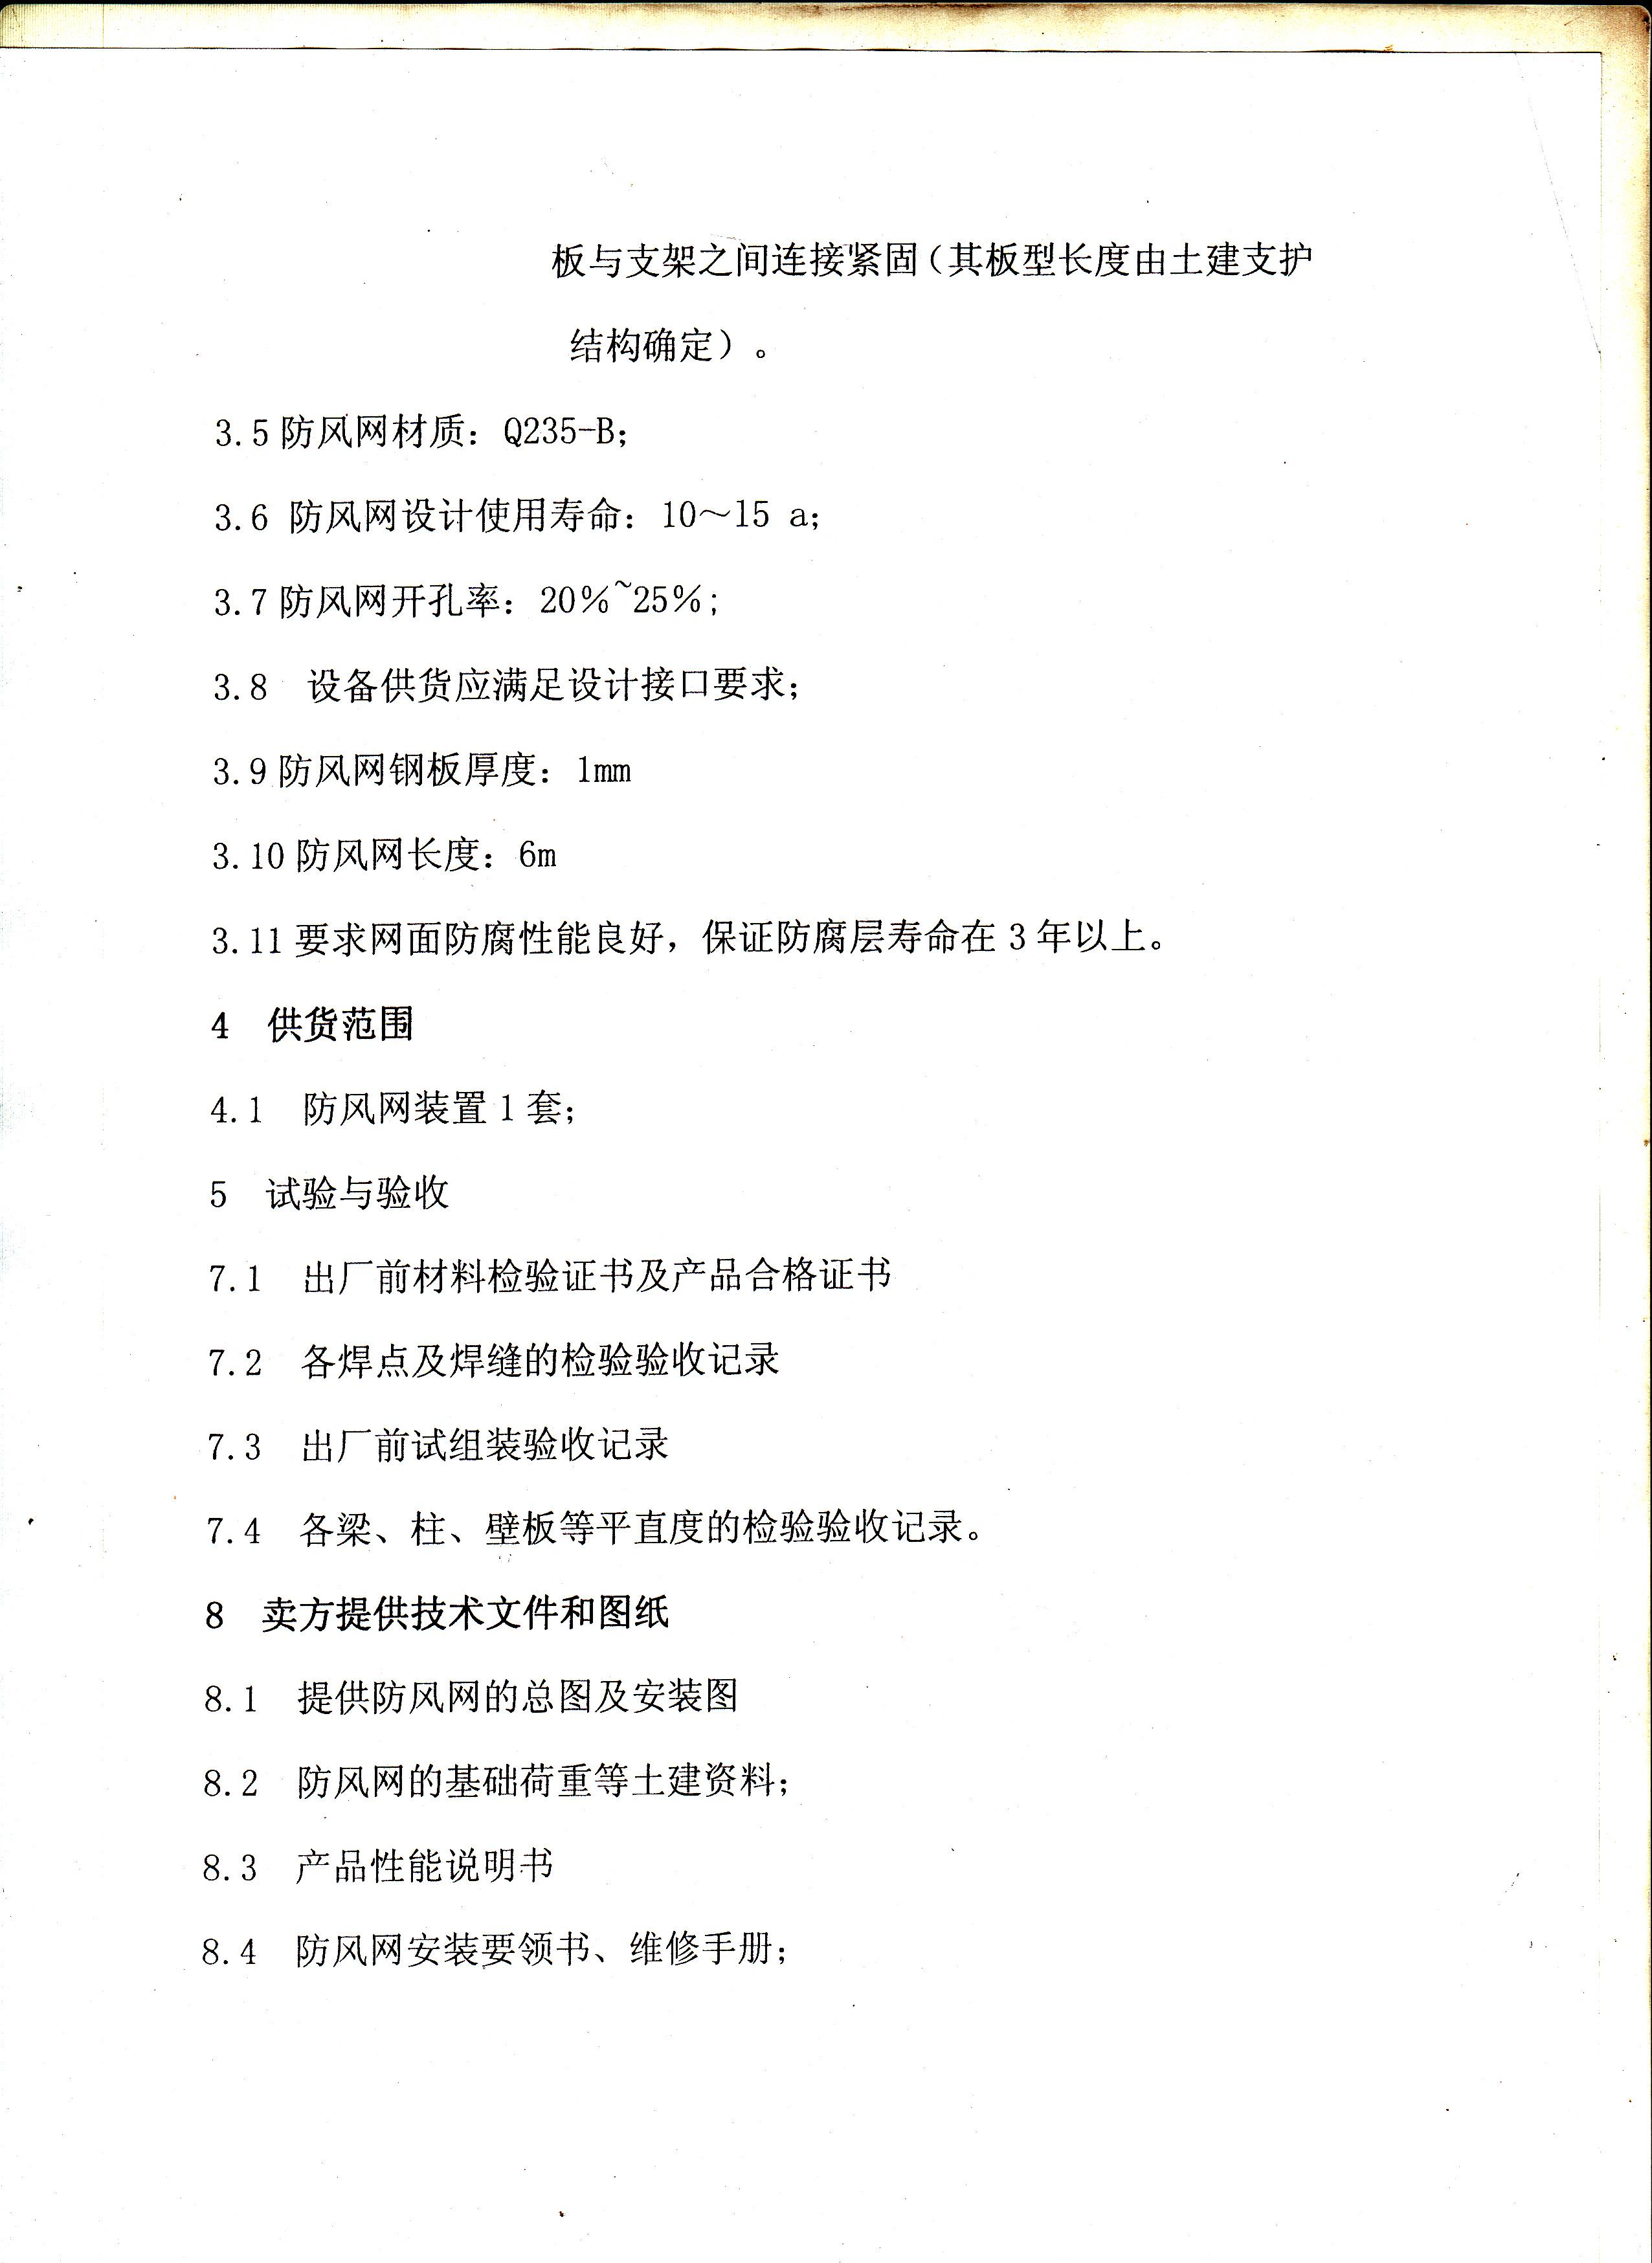 板与支架之间连接紧固（其板型长度由土建支护
结构确定）。
3.5 防风网材质：Q235-B；
3.6 防风网设计使用寿命：10～15 a；
3.7 防风网开孔率：20%~25%；
3.8 设备供货应满足设计接口要求；
3.9 防风网钢板厚度：1mm
3.10 防风网长度：6m
3.11 要求网面防腐性能良好，保证防腐层寿命在 3 年以上。
4 供货范围
4.1 防风网装置 1 套；
5 试验与验收
7.1 出厂前材料检验证书及产品合格证书
7.2 各焊点及焊缝的检验验收记录
7.3 出厂前试组装验收记录
7.4 各梁、柱、壁板等平直度的检验验收记录。
8 卖方提供技术文件和图纸
8.1 提供防风网的总图及安装图
8.2 防风网的基础荷重等土建资料；
8.3 产品性能说明书
8.4 防风网安装要领书、维修手册；